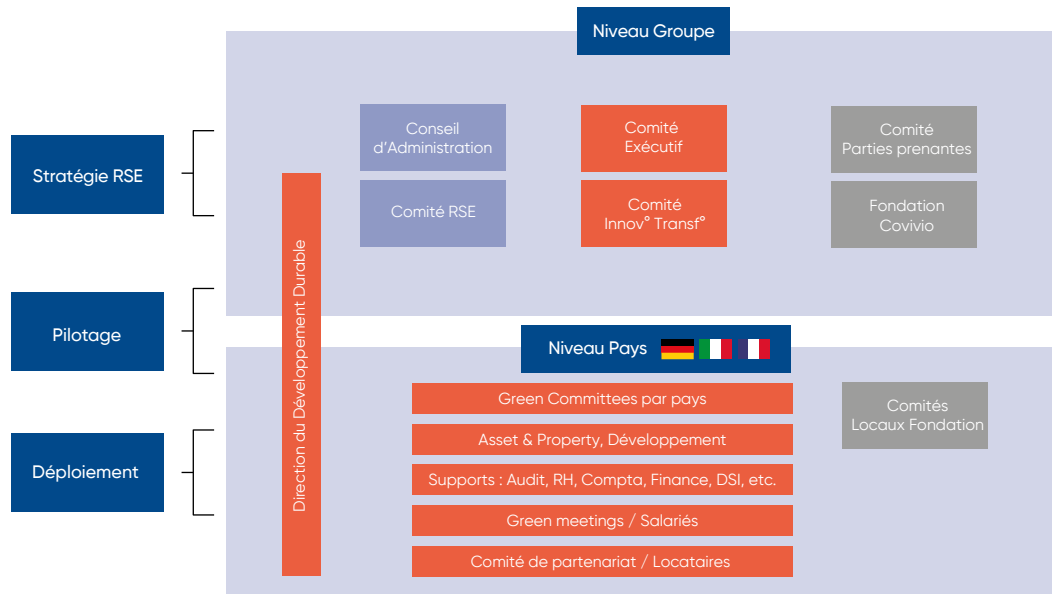 Niveau Groupe
Stratégie RSE
Pilotage
Déploiement
Direction du Développement Durable
Conseil
d'Administration
Comité RSE
Comité
Exécutif
Comité
Innov° Transf°
Comité
Parties prenantes
Fondation
Covivio
Niveau Pays
Green Committees par pays
Asset & Property, Développement
Supports : Audit, RH, Compta, Finance, DSI, etc.
Green meetings / Salariés
Comité de partenariat / Locataires
Comités
Locaux Fondation